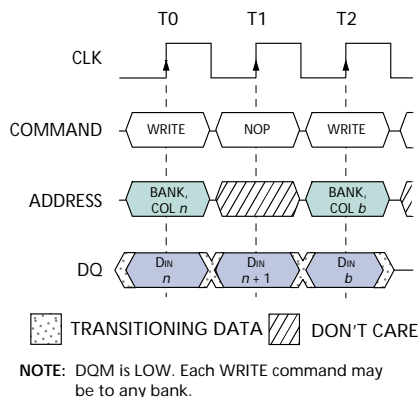 T0 T1 T2
CLK
COMMAND WRITE NOP WRITE
ADDRESS BANK, COL n BANK, COL b
DQ DIN n DIN n + 1 DIN b
TRANSITIONING DATA DON'T CARE
NOTE: DQM is LOW. Each WRITE command may
be to any bank.